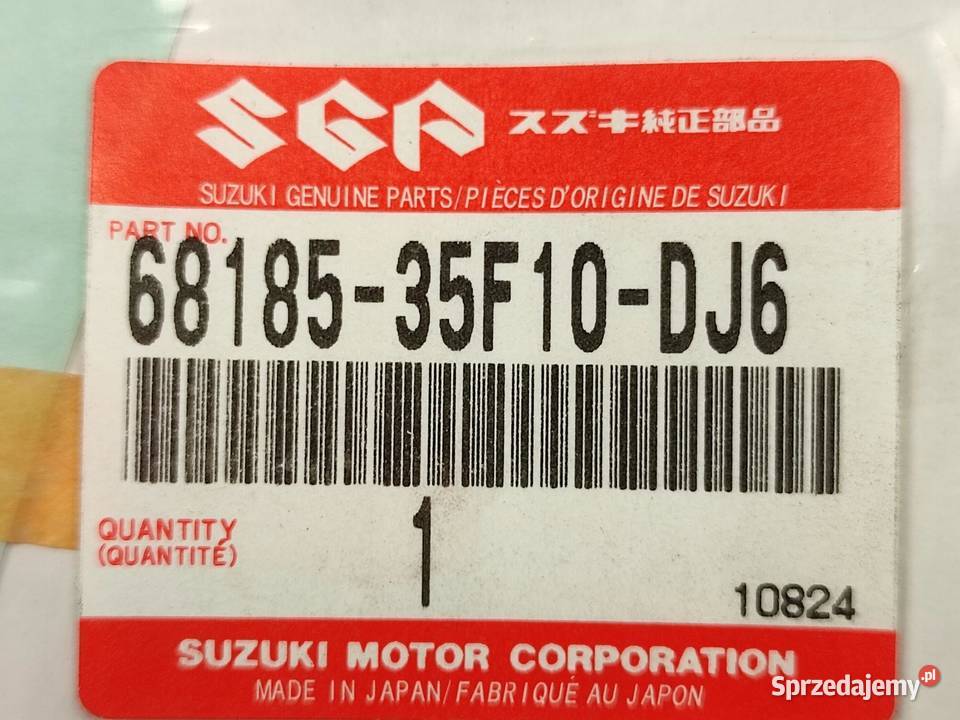 SGP スズキ純正部品
SUZUKI GENUINE PARTS/PIÈCES D'ORIGINE DE SUZUKI
PART NO.
68185-35F10-DJ6
QUANTITY 1
(QUANTITÉ)
10824
SUZUKI MOTOR CORPORATION
MADE IN JAPAN/FABRIQUÉ AU JAPON
Sprzedajemy.pl